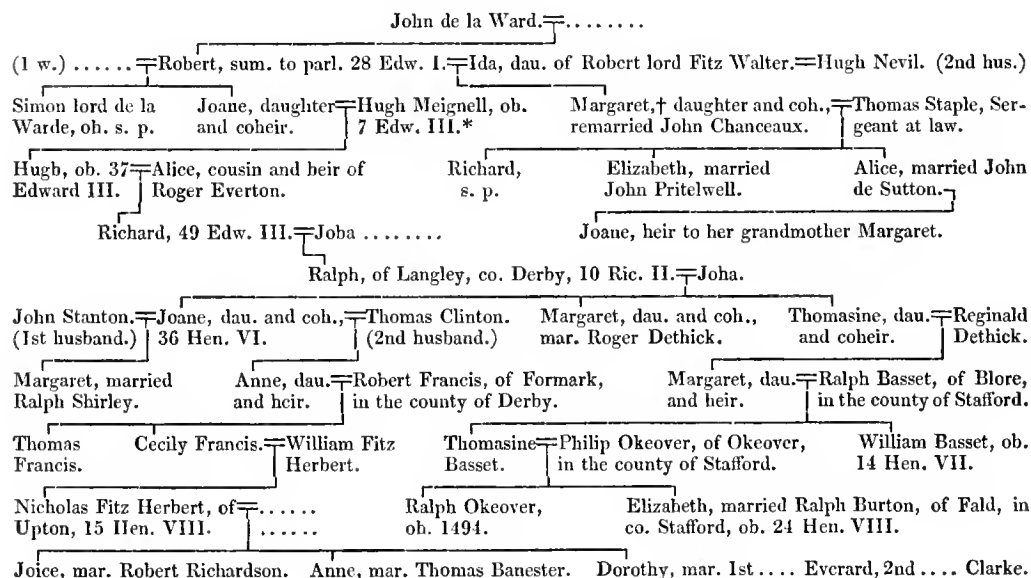 John de la Ward.=........
(1 w.) ......=Robert, sum. to parl. 28 Edw. I.=Ida, dau. of Robert lord Fitz Walter.=Hugh Nevil. (2nd hus.)
Simon lord de la Joane, daughter=Hugh Meignell, ob. Margaret,† daughter and coh.,=Thomas Staple, Ser-
Warde, ob. s. p. and coheir. 7 Edw. III.* remarried John Chanceaux. geant at law.
Hugh, ob. 37=Alice, cousin and heir of Richard, Elizabeth, married Alice, married John
Edward III. Roger Everton. s. p. John Pritelwell. de Sutton.
Richard, 49 Edw. III.=Joha ........ Joane, heir to her grandmother Margaret.
Ralph, of Langley, co. Derby, 10 Ric. II.=Joha.
John Stanton.=Joane, dau. and coh.,=Thomas Clinton. Margaret, dau. and coh., Thomasine, dau.=Reginald
(1st husband.) 36 Hen. VI. (2nd husband.) mar. Roger Dethick. and coheir. Dethick.
Margaret, married Anne, dau.=Robert Francis, of Formark, Margaret, dau.=Ralph Basset, of Blore,
Ralph Shirley. and heir. in the county of Derby. and heir. in the county of Stafford.
Thomas Cecily Francis.=William Fitz Thomasine=Philip Okeover, of Okeover, William Basset, ob.
Francis. Herbert. Basset. in the county of Stafford. 14 Hen. VII.
Nicholas Fitz Herbert, of=...... Ralph Okeover, Elizabeth, married Ralph Burton, of Fald, in
Upton, 15 Hen. VIII. ...... ob. 1494. co. Stafford, ob. 24 Hen. VIII.
Joice, mar. Robert Richardson. Anne, mar. Thomas Banester. Dorothy, mar. 1st .... Everard, 2nd .... Clarke.